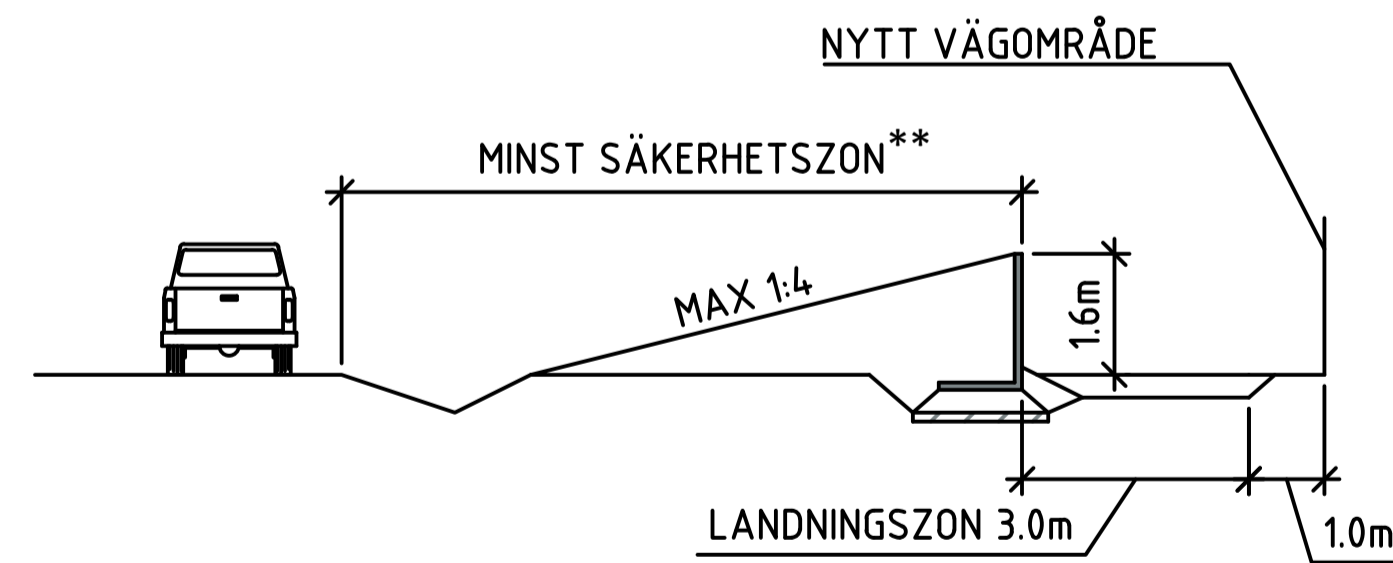 NYTT VÄGOMRÅDE
MINST SÄKERHETSZON**
MAX 1:4
1.6m
LANDNINGSZON 3.0m
1.0m